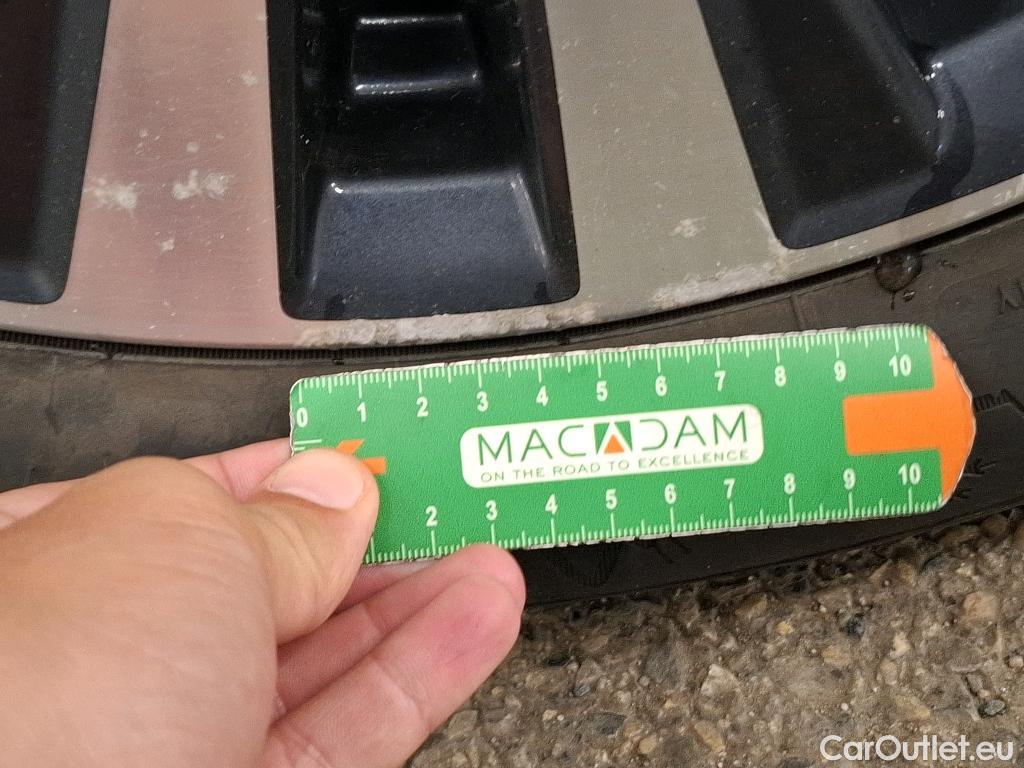 0 1 2 3 4 5 6 7 8 9 10
MACADAM
ON THE ROAD TO EXCELLENCE
2 3 4 5 6 7 8 9 10
CarOutlet.eu